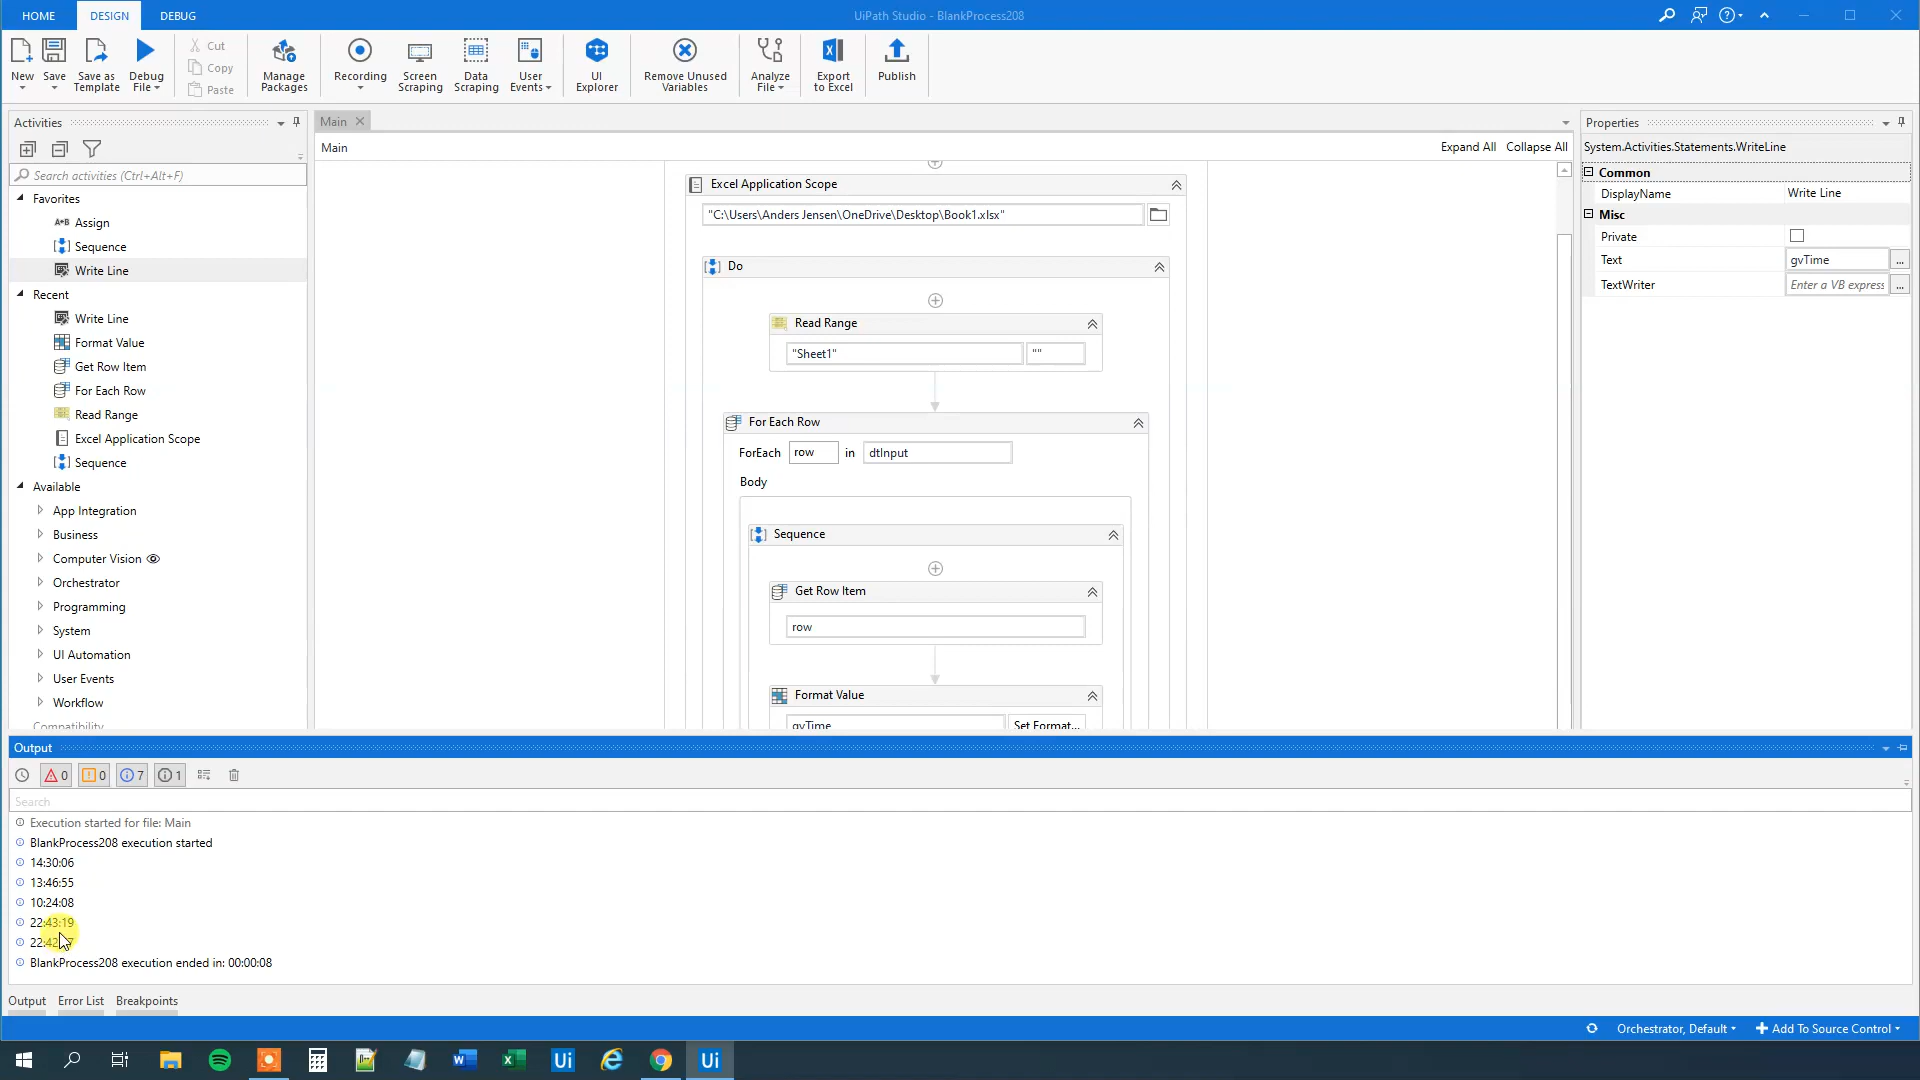 HOME DESIGN DEBUG UiPath Studio - BlankProcess208
New Save Save as Template Debug File Cut Copy Paste Manage Packages Recording Screen Scraping Data Scraping User Events UI Explorer Remove Unused Variables Analyze File Export to Excel Publish
Activities
Search activities (Ctrl+Alt+F)
Favorites
Assign
Sequence
Write Line
Recent
Write Line
Format Value
Get Row Item
For Each Row
Read Range
Excel Application Scope
Sequence
Available
App Integration
Business
Computer Vision
Orchestrator
Programming
System
UI Automation
User Events
Workflow
Compatibility
Main
Main Expand All Collapse All
Excel Application Scope
"C:\Users\Anders Jensen\OneDrive\Desktop\Book1.xlsx"
Do
Read Range
"Sheet1" ""
For Each Row
ForEach row in dtInput
Body
Sequence
Get Row Item
row
Format Value
gvTime Set Format...
Properties
System.Activities.Statements.WriteLine
Common
DisplayName Write Line
Misc
Private
Text gvTime ...
TextWriter Enter a VB express ...
Output
0 0 7 1
Search
Execution started for file: Main
BlankProcess208 execution started
14:30:06
13:46:55
10:24:08
22:43:19
BlankProcess208 execution ended in: 00:00:08
Output Error List Breakpoints
Orchestrator, Default Add To Source Control
Ui Ui